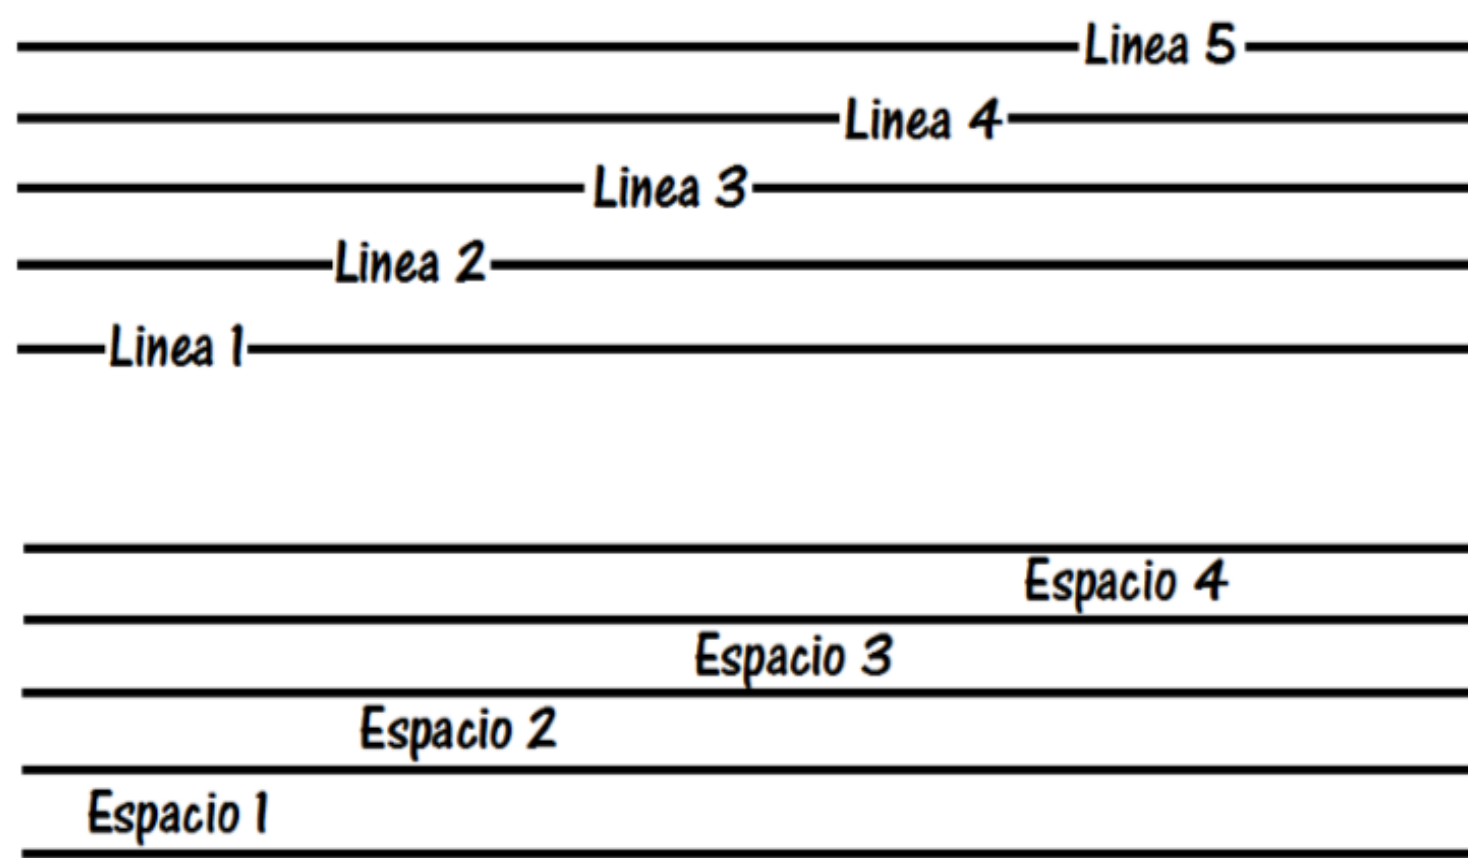 Linea 5
Linea 4
Linea 3
Linea 2
Linea 1
Espacio 4
Espacio 3
Espacio 2
Espacio 1